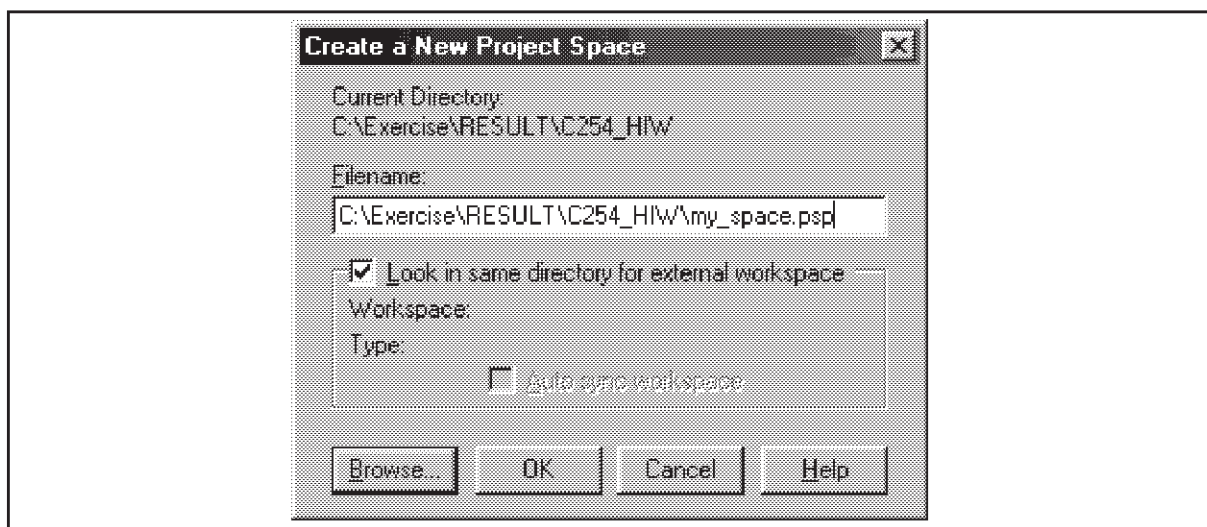 Create a New Project Space
Current Directory:
C:\Exercise\RESULT\C254_HIW
Filename:
C:\Exercise\RESULT\C254_HIW\my_space.psp
Look in same directory for external workspace
Workspace:
Type:
Auto sync workspace
Browse... OK Cancel Help